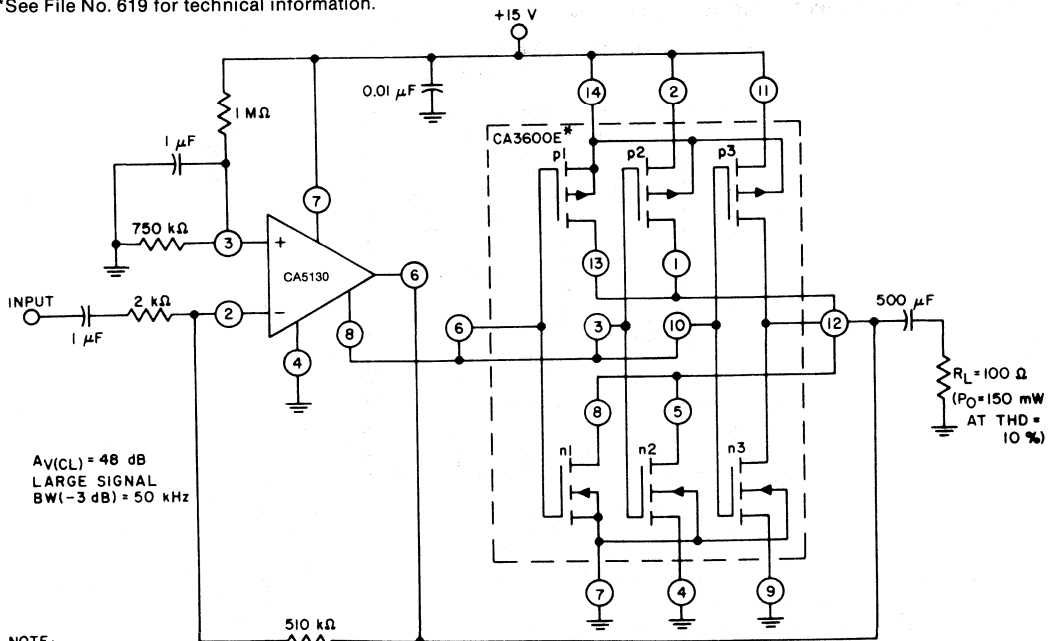 *See File No. 619 for technical information.
+15 V
14
2
11
0.01 µF
1 MΩ
CA3600E*
1 µF
p1
p2
p3
7
750 kΩ
3
+
CA5130
6
13
1
INPUT
2 kΩ
2
−
8
6
3
10
12
500 µF
1 µF
4
RL=100 Ω
(PO=150 mW
AT THD=
10 %)
8
5
n1
n2
n3
AV(CL) = 48 dB
LARGE SIGNAL
BW(−3 dB) = 50 kHz
7
4
9
510 kΩ
NOTE: